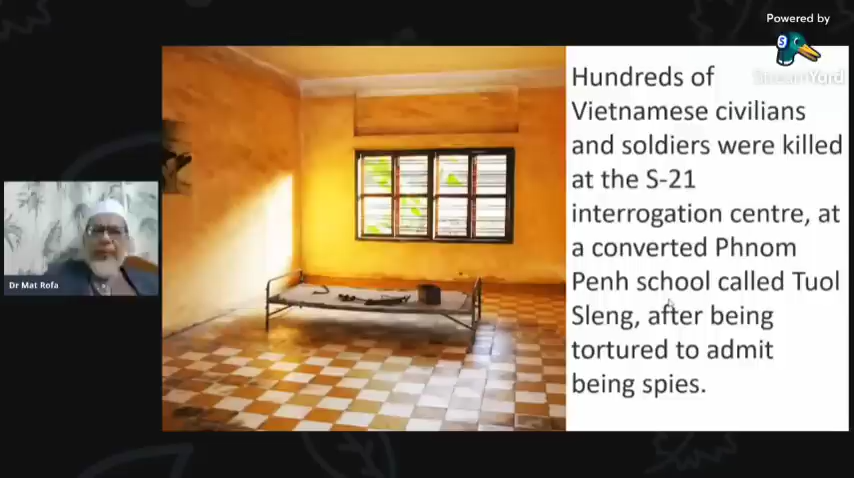 Powered by
StreamYard
Hundreds of
Vietnamese civilians
and soldiers were killed
at the S-21
interrogation centre, at
a converted Phnom
Penh school called Tuol
Sleng, after being
tortured to admit
being spies.
Dr Mat Rofa